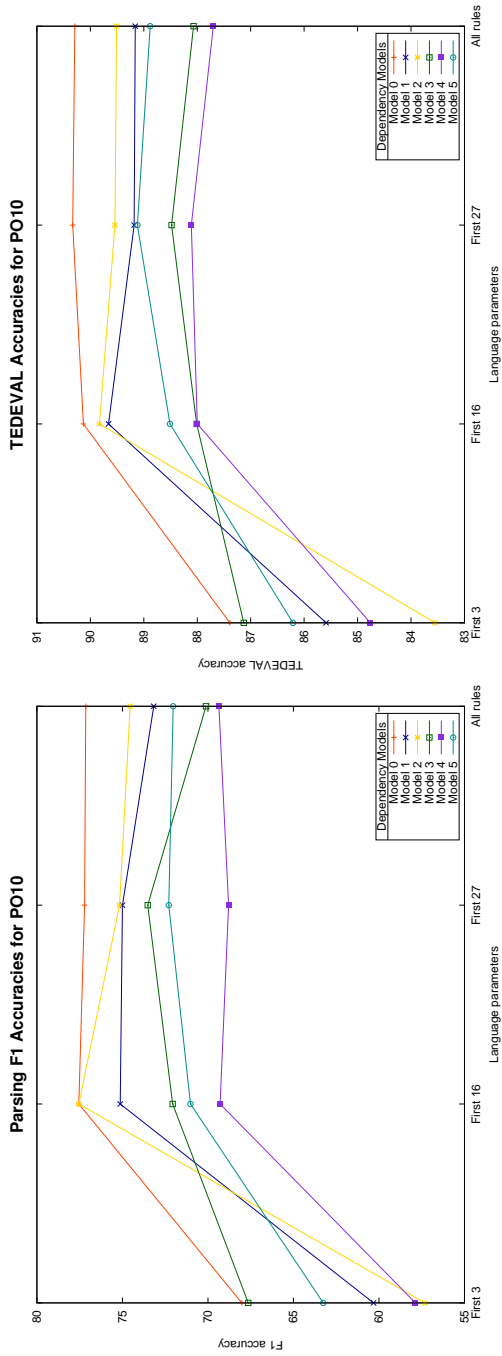 Parsing F1 Accuracies for PO10
80
75
70
65
60
55
F1 accuracy
First 3
First 16
First 27
All rules
Language parameters
Dependency Models
Model 0
Model 1
Model 2
Model 3
Model 4
Model 5
TEDEVAL Accuracies for PO10
91
90
89
88
87
86
85
84
83
TEDEVAL accuracy
First 3
First 16
First 27
All rules
Language parameters
Dependency Models
Model 0
Model 1
Model 2
Model 3
Model 4
Model 5